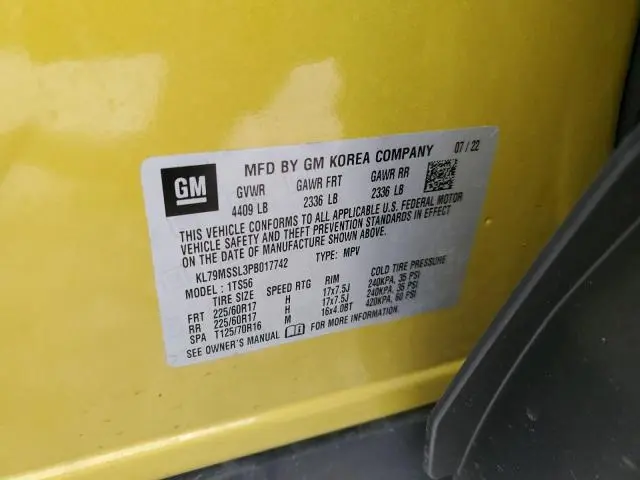 GM
MFD BY GM KOREA COMPANY 07/22
GVWR GAWR FRT GAWR RR
4409 LB 2336 LB 2336 LB
THIS VEHICLE CONFORMS TO ALL APPLICABLE U.S. FEDERAL MOTOR
VEHICLE SAFETY AND THEFT PREVENTION STANDARDS IN EFFECT
ON THE DATE OF MANUFACTURE SHOWN ABOVE.
KL79MSSL3PB017742 TYPE: MPV
MODEL: 1TS56
TIRE SIZE SPEED RTG RIM COLD TIRE PRESSURE
FRT 225/60R17 H 17x7.5J 240KPA, 35 PSI
RR 225/60R17 H 17x7.5J 240KPA, 35 PSI
SPA T125/70R16 M 16x4.0BT 420KPA, 60 PSI
SEE OWNER'S MANUAL FOR MORE INFORMATION.